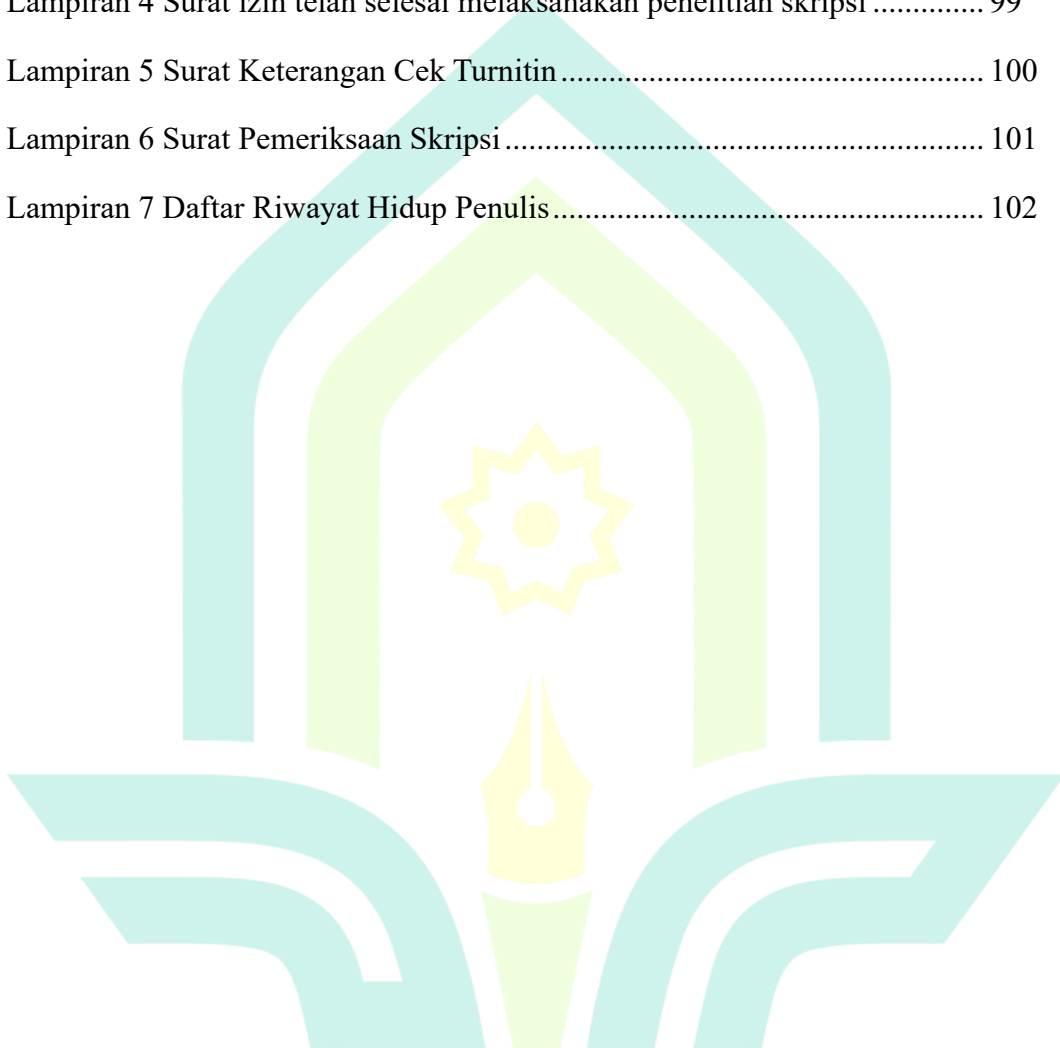 Lampiran 4 Surat izin telah selesai melaksanakan penelitian skripsi .............. 99
Lampiran 5 Surat Keterangan Cek Turnitin ..................................................... 100
Lampiran 6 Surat Pemeriksaan Skripsi ............................................................ 101
Lampiran 7 Daftar Riwayat Hidup Penulis ...................................................... 102